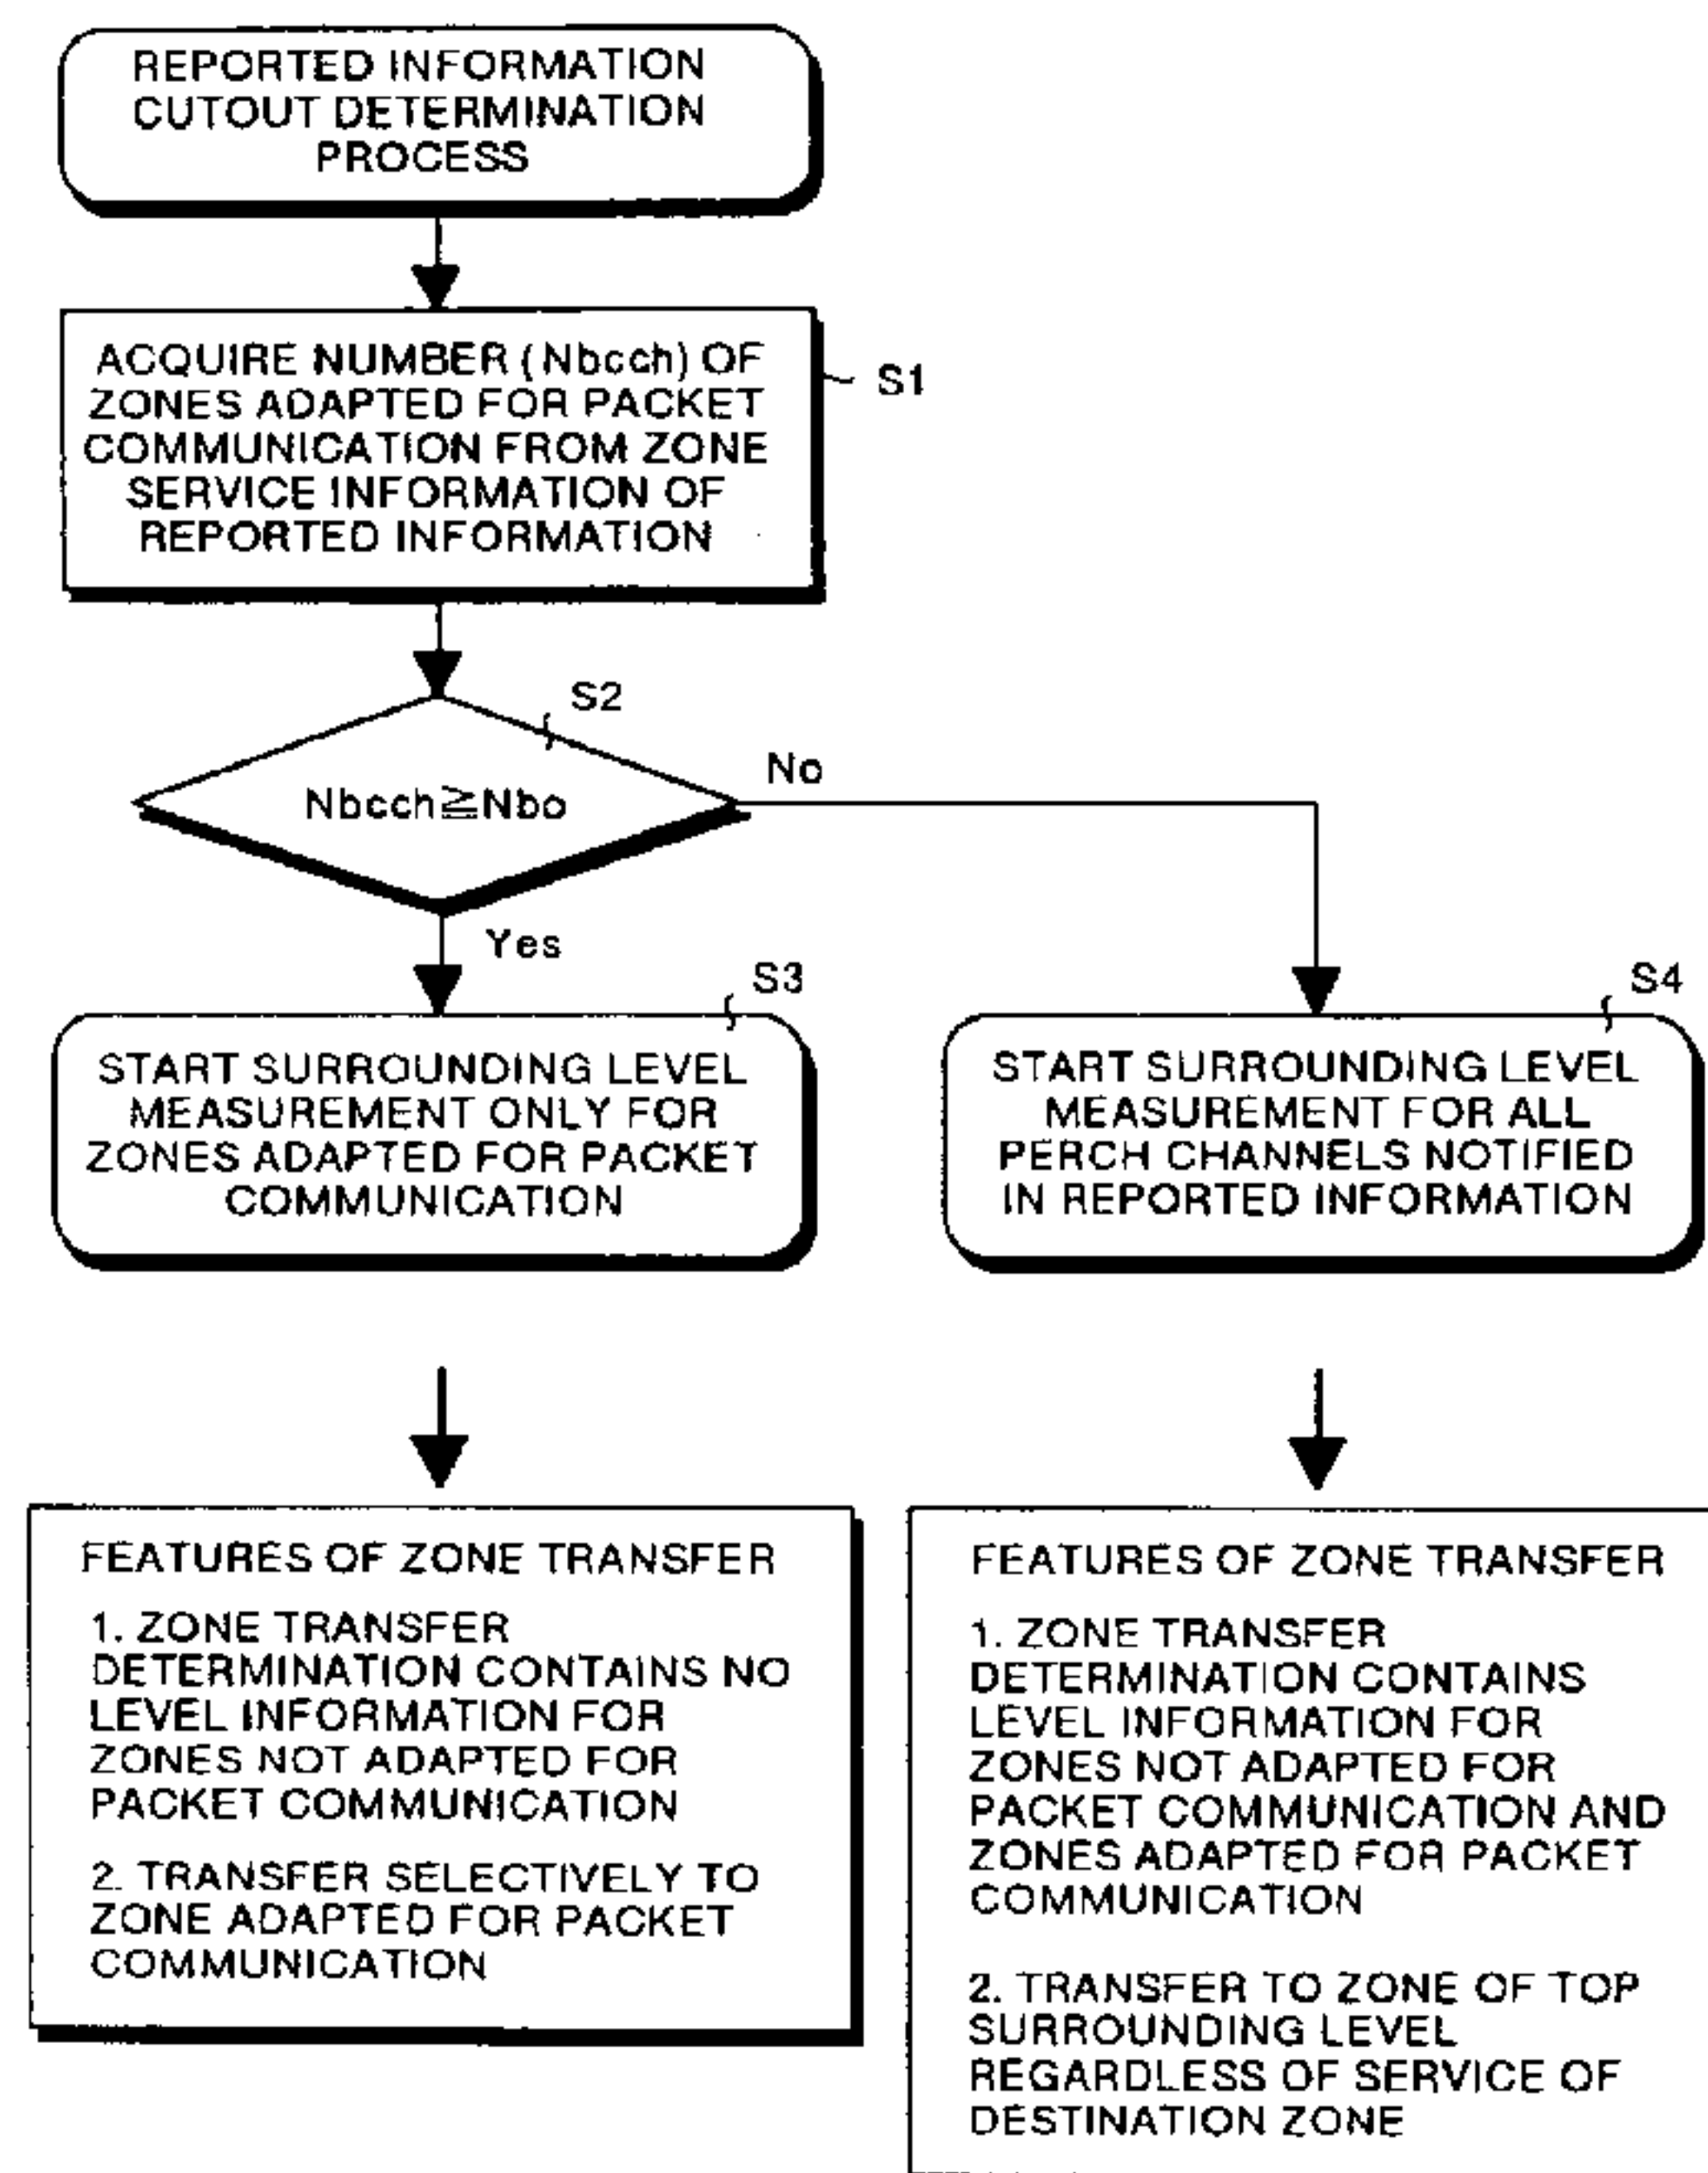 REPORTED INFORMATION
CUTOUT DETERMINATION
PROCESS
ACQUIRE NUMBER (Nbcch) OF
ZONES ADAPTED FOR PACKET
COMMUNICATION FROM ZONE
SERVICE INFORMATION OF
REPORTED INFORMATION
S1
S2
Nbcch≧Nbo
No
Yes
S3
START SURROUNDING LEVEL
MEASUREMENT ONLY FOR
ZONES ADAPTED FOR PACKET
COMMUNICATION
S4
START SURROUNDING LEVEL
MEASUREMENT FOR ALL
PERCH CHANNELS NOTIFIED
IN REPORTED INFORMATION
FEATURES OF ZONE TRANSFER
1. ZONE TRANSFER
DETERMINATION CONTAINS NO
LEVEL INFORMATION FOR
ZONES NOT ADAPTED FOR
PACKET COMMUNICATION
2. TRANSFER SELECTIVELY TO
ZONE ADAPTED FOR PACKET
COMMUNICATION
FEATURES OF ZONE TRANSFER
1. ZONE TRANSFER
DETERMINATION CONTAINS
LEVEL INFORMATION FOR
ZONES NOT ADAPTED FOR
PACKET COMMUNICATION AND
ZONES ADAPTED FOR PACKET
COMMUNICATION
2. TRANSFER TO ZONE OF TOP
SURROUNDING LEVEL
REGARDLESS OF SERVICE OF
DESTINATION ZONE